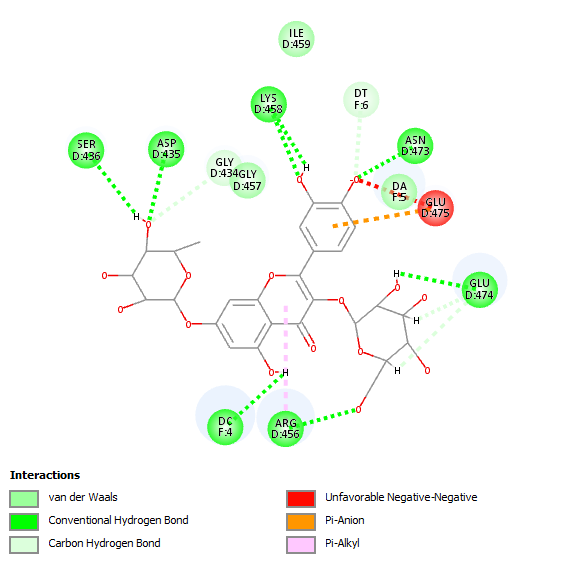 ILE
D:459
LYS
D:458
DT
F:6
SER
D:436
ASP
D:435
ASN
D:473
GLY
D:434
GLY
D:457
H
O
O
DA
F:5
GLU
D:475
H
O
O
O
O
O
O
O
O
O
O
H
O
O
H
O
H
O
GLU
D:474
O
H
O
DC
F:4
ARG
D:456
Interactions
van der Waals
Conventional Hydrogen Bond
Carbon Hydrogen Bond
Unfavorable Negative-Negative
Pi-Anion
Pi-Alkyl